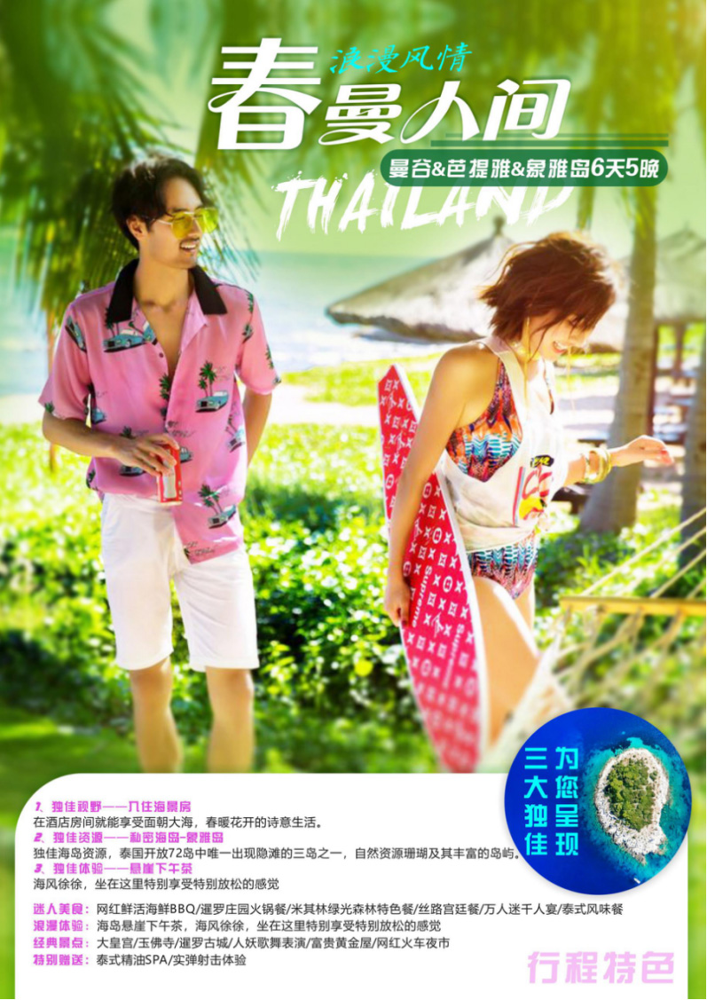 浪漫风情
春曼人间
曼谷&芭提雅&象雅岛6天5晚
THAILAND
Supreme
为您呈现
三大独佳
1、独佳视野——入住海景房
在酒店房间就能享受面朝大海，春暖花开的诗意生活。
2、独佳资源——私密海岛-象雅岛
独佳海岛资源，泰国开放72岛中唯一出现隐滩的三岛之一，自然资源珊瑚及其丰富的岛屿。
3、独佳体验——悬崖下午茶
海风徐徐，坐在这里特别享受特别放松的感觉
迷人美食：网红鲜活海鲜BBQ/暹罗庄园火锅餐/米其林绿光森林特色餐/丝路宫廷餐/万人迷千人宴/泰式风味餐
浪漫体验：海岛悬崖下午茶，海风徐徐，坐在这里特别享受特别放松的感觉
经典景点：大皇宫/玉佛寺/暹罗古城/人妖歌舞表演/富贵黄金屋/网红火车夜市
特别赠送：泰式精油SPA/实弹射击体验
行程特色